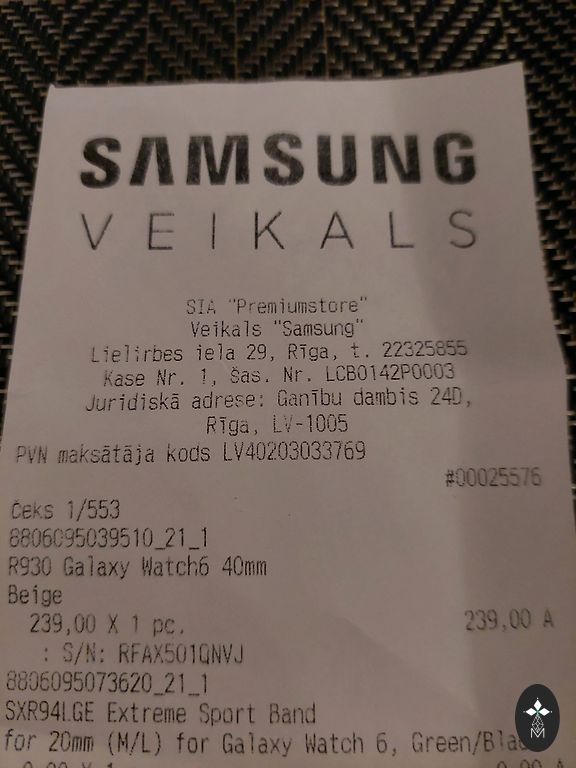 SAMSUNG
VEIKALS
SIA "Premiumstore"
Veikals "Samsung"
Lielirbes iela 29, Rīga, t. 22325855
Kase Nr. 1, Šas. Nr. LCB0142P0003
Juridiskā adrese: Ganību dambis 24D,
Rīga, LV-1005
PVN maksātāja kods LV40203033769
#00025576
Čeks 1/553
8806095039510_21_1
R930 Galaxy Watch6 40mm
Beige
239,00 X 1 pc. 239,00 A
: S/N: RFAX501QNVJ
8806095073620_21_1
SXR94LGE Extreme Sport Band
for 20mm (M/L) for Galaxy Watch 6, Green/